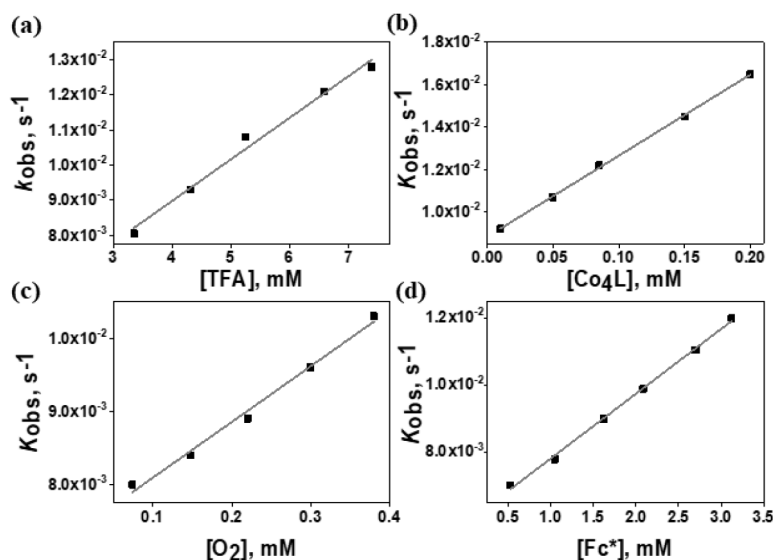 (a)
1.3x10⁻²
1.2x10⁻²
1.1x10⁻²
1.0x10⁻²
9.0x10⁻³
8.0x10⁻³
kobs, s⁻¹
3 4 5 6 7
[TFA], mM
(b)
1.8x10⁻²
1.6x10⁻²
1.4x10⁻²
1.2x10⁻²
1.0x10⁻²
Kobs, s⁻¹
0.00 0.05 0.10 0.15 0.20
[Co₄L], mM
(c)
1.0x10⁻²
9.0x10⁻³
8.0x10⁻³
Kobs, s⁻¹
0.1 0.2 0.3 0.4
[O₂], mM
(d)
1.2x10⁻²
1.0x10⁻²
8.0x10⁻³
Kobs, s⁻¹
0.5 1.0 1.5 2.0 2.5 3.0 3.5
[Fc*], mM